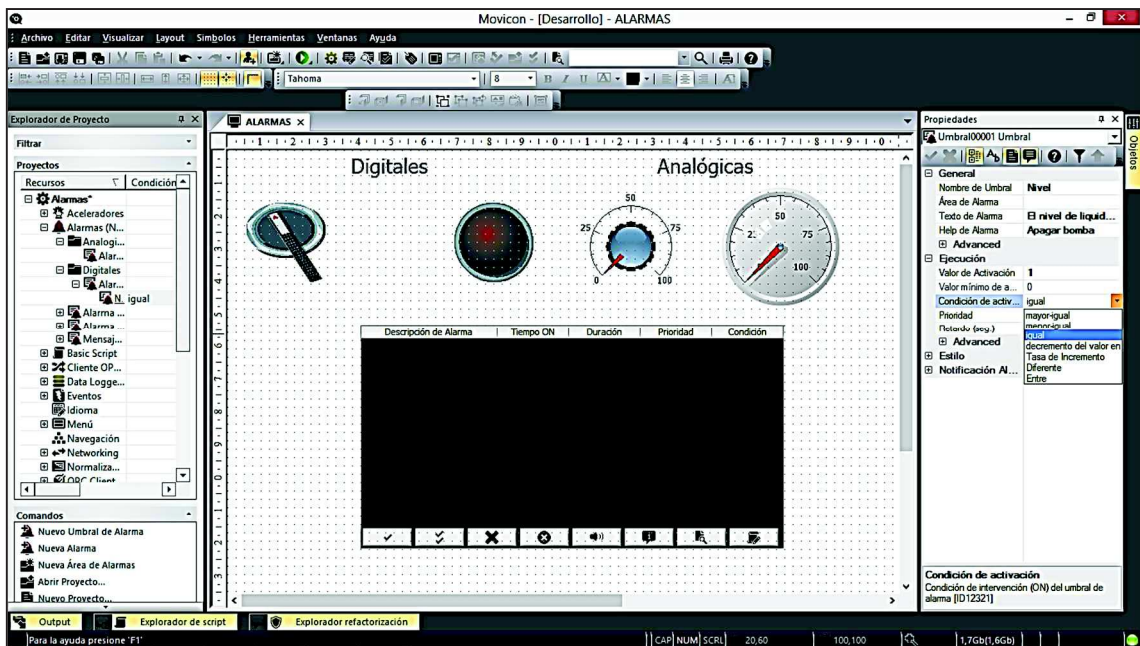 Movicon - [Desarrollo] - ALARMAS
Archivo Editar Visualizar Layout Símbolos Herramientas Ventanas Ayuda
Tahoma 8 B I U A
Explorador de Proyecto
Filtrar
Proyectos
Recursos Condición
Alarmas*
Aceleradores
Alarmas (N...
Analogi...
Alar...
Digitales
Alar...
N. igual
Alarma ...
Alarma ...
Mensaj...
Basic Script
Cliente OP...
Data Logge...
Eventos
Idioma
Menú
Navegación
Networking
Normaliza...
OPC Client
Comandos
Nuevo Umbral de Alarma
Nueva Alarma
Nueva Área de Alarmas
Abrir Proyecto...
Nuevo Proyecto...
ALARMAS
Digitales Analógicas
0 25 50 75 100
50 75 100
Descripción de Alarma Tiempo ON Duración Prioridad Condición
Propiedades
Umbral00001 Umbral
General
Nombre de Umbral Nivel
Área de Alarma
Texto de Alarma El nivel de liquid...
Help de Alarma Apagar bomba
Advanced
Ejecución
Valor de Activación 1
Valor mínimo de a... 0
Condición de activ... igual
Prioridad
Retardo (seg.)
Advanced
Estilo
Notificación Al...
mayor-igual
menor-igual
igual
decremento del valor en
Tasa de Incremento
Diferente
Entre
Condición de activación
Condición de intervención (ON) del umbral de
alarma [ID12321]
Objetos
Output Explorador de script Explorador refactorización
Para la ayuda presione 'F1' CAP NUM SCRL 20,60 100,100 1,7Gb(1,6Gb)